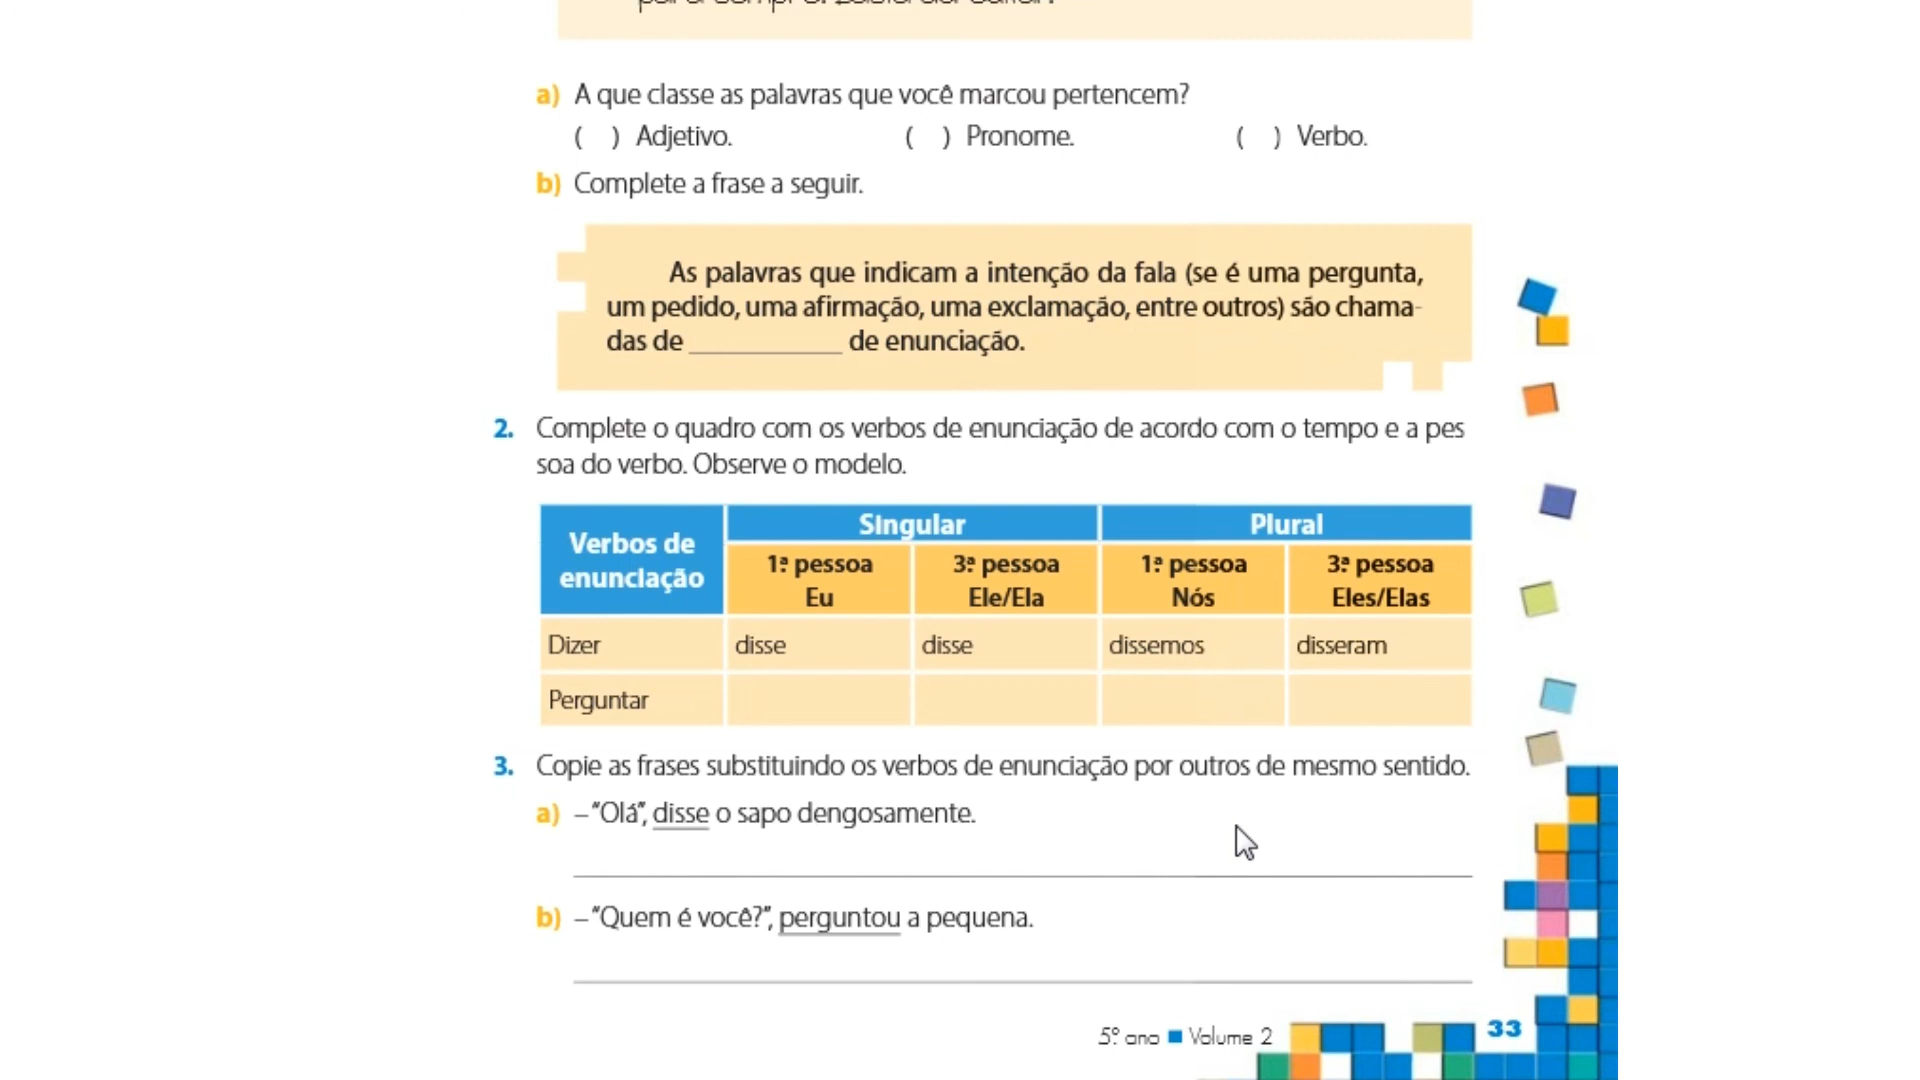 a) A que classe as palavras que você marcou pertencem?
( ) Adjetivo. ( ) Pronome. ( ) Verbo.
b) Complete a frase a seguir.
As palavras que indicam a intenção da fala (se é uma pergunta,
um pedido, uma afirmação, uma exclamação, entre outros) são chama-
das de ____________ de enunciação.
2. Complete o quadro com os verbos de enunciação de acordo com o tempo e a pes
soa do verbo. Observe o modelo.
Verbos de enunciação
Singular Plural
1ª pessoa Eu
3ª pessoa Ele/Ela
1ª pessoa Nós
3ª pessoa Eles/Elas
Dizer disse disse dissemos disseram
Perguntar
3. Copie as frases substituindo os verbos de enunciação por outros de mesmo sentido.
a) – “Olá”, disse o sapo dengosamente.
b) – “Quem é você?”, perguntou a pequena.
5º ano ■ Volume 2 33